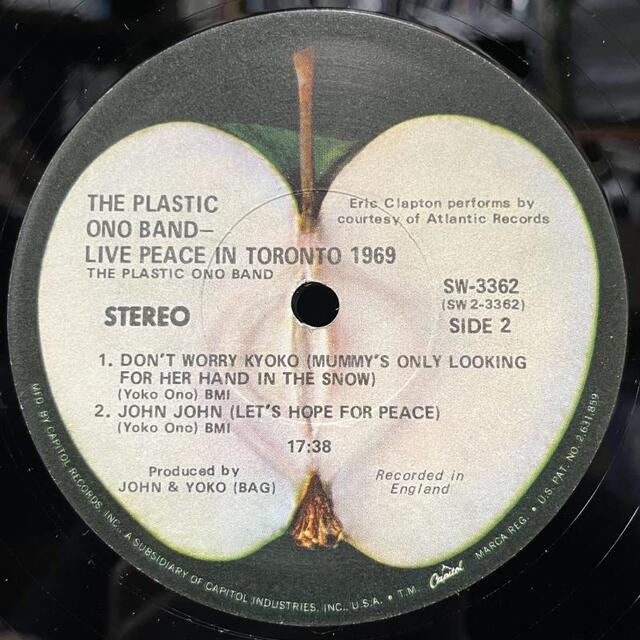 THE PLASTIC
ONO BAND—
LIVE PEACE IN TORONTO 1969
THE PLASTIC ONO BAND
Eric Clapton performs by
courtesy of Atlantic Records
STEREO
SW-3362
(SW 2-3362)
SIDE 2
1. DON'T WORRY KYOKO (MUMMY'S ONLY LOOKING
FOR HER HAND IN THE SNOW)
(Yoko Ono) BMI
2. JOHN JOHN (LET'S HOPE FOR PEACE)
(Yoko Ono) BMI
17:38
Produced by
JOHN & YOKO (BAG)
Recorded in
England
MFD. BY CAPITOL RECORDS, INC., A SUBSIDIARY OF CAPITOL INDUSTRIES, INC., U.S.A. • T.M. Capitol MARCA REG. • U.S. PAT. NO. 2,631,859